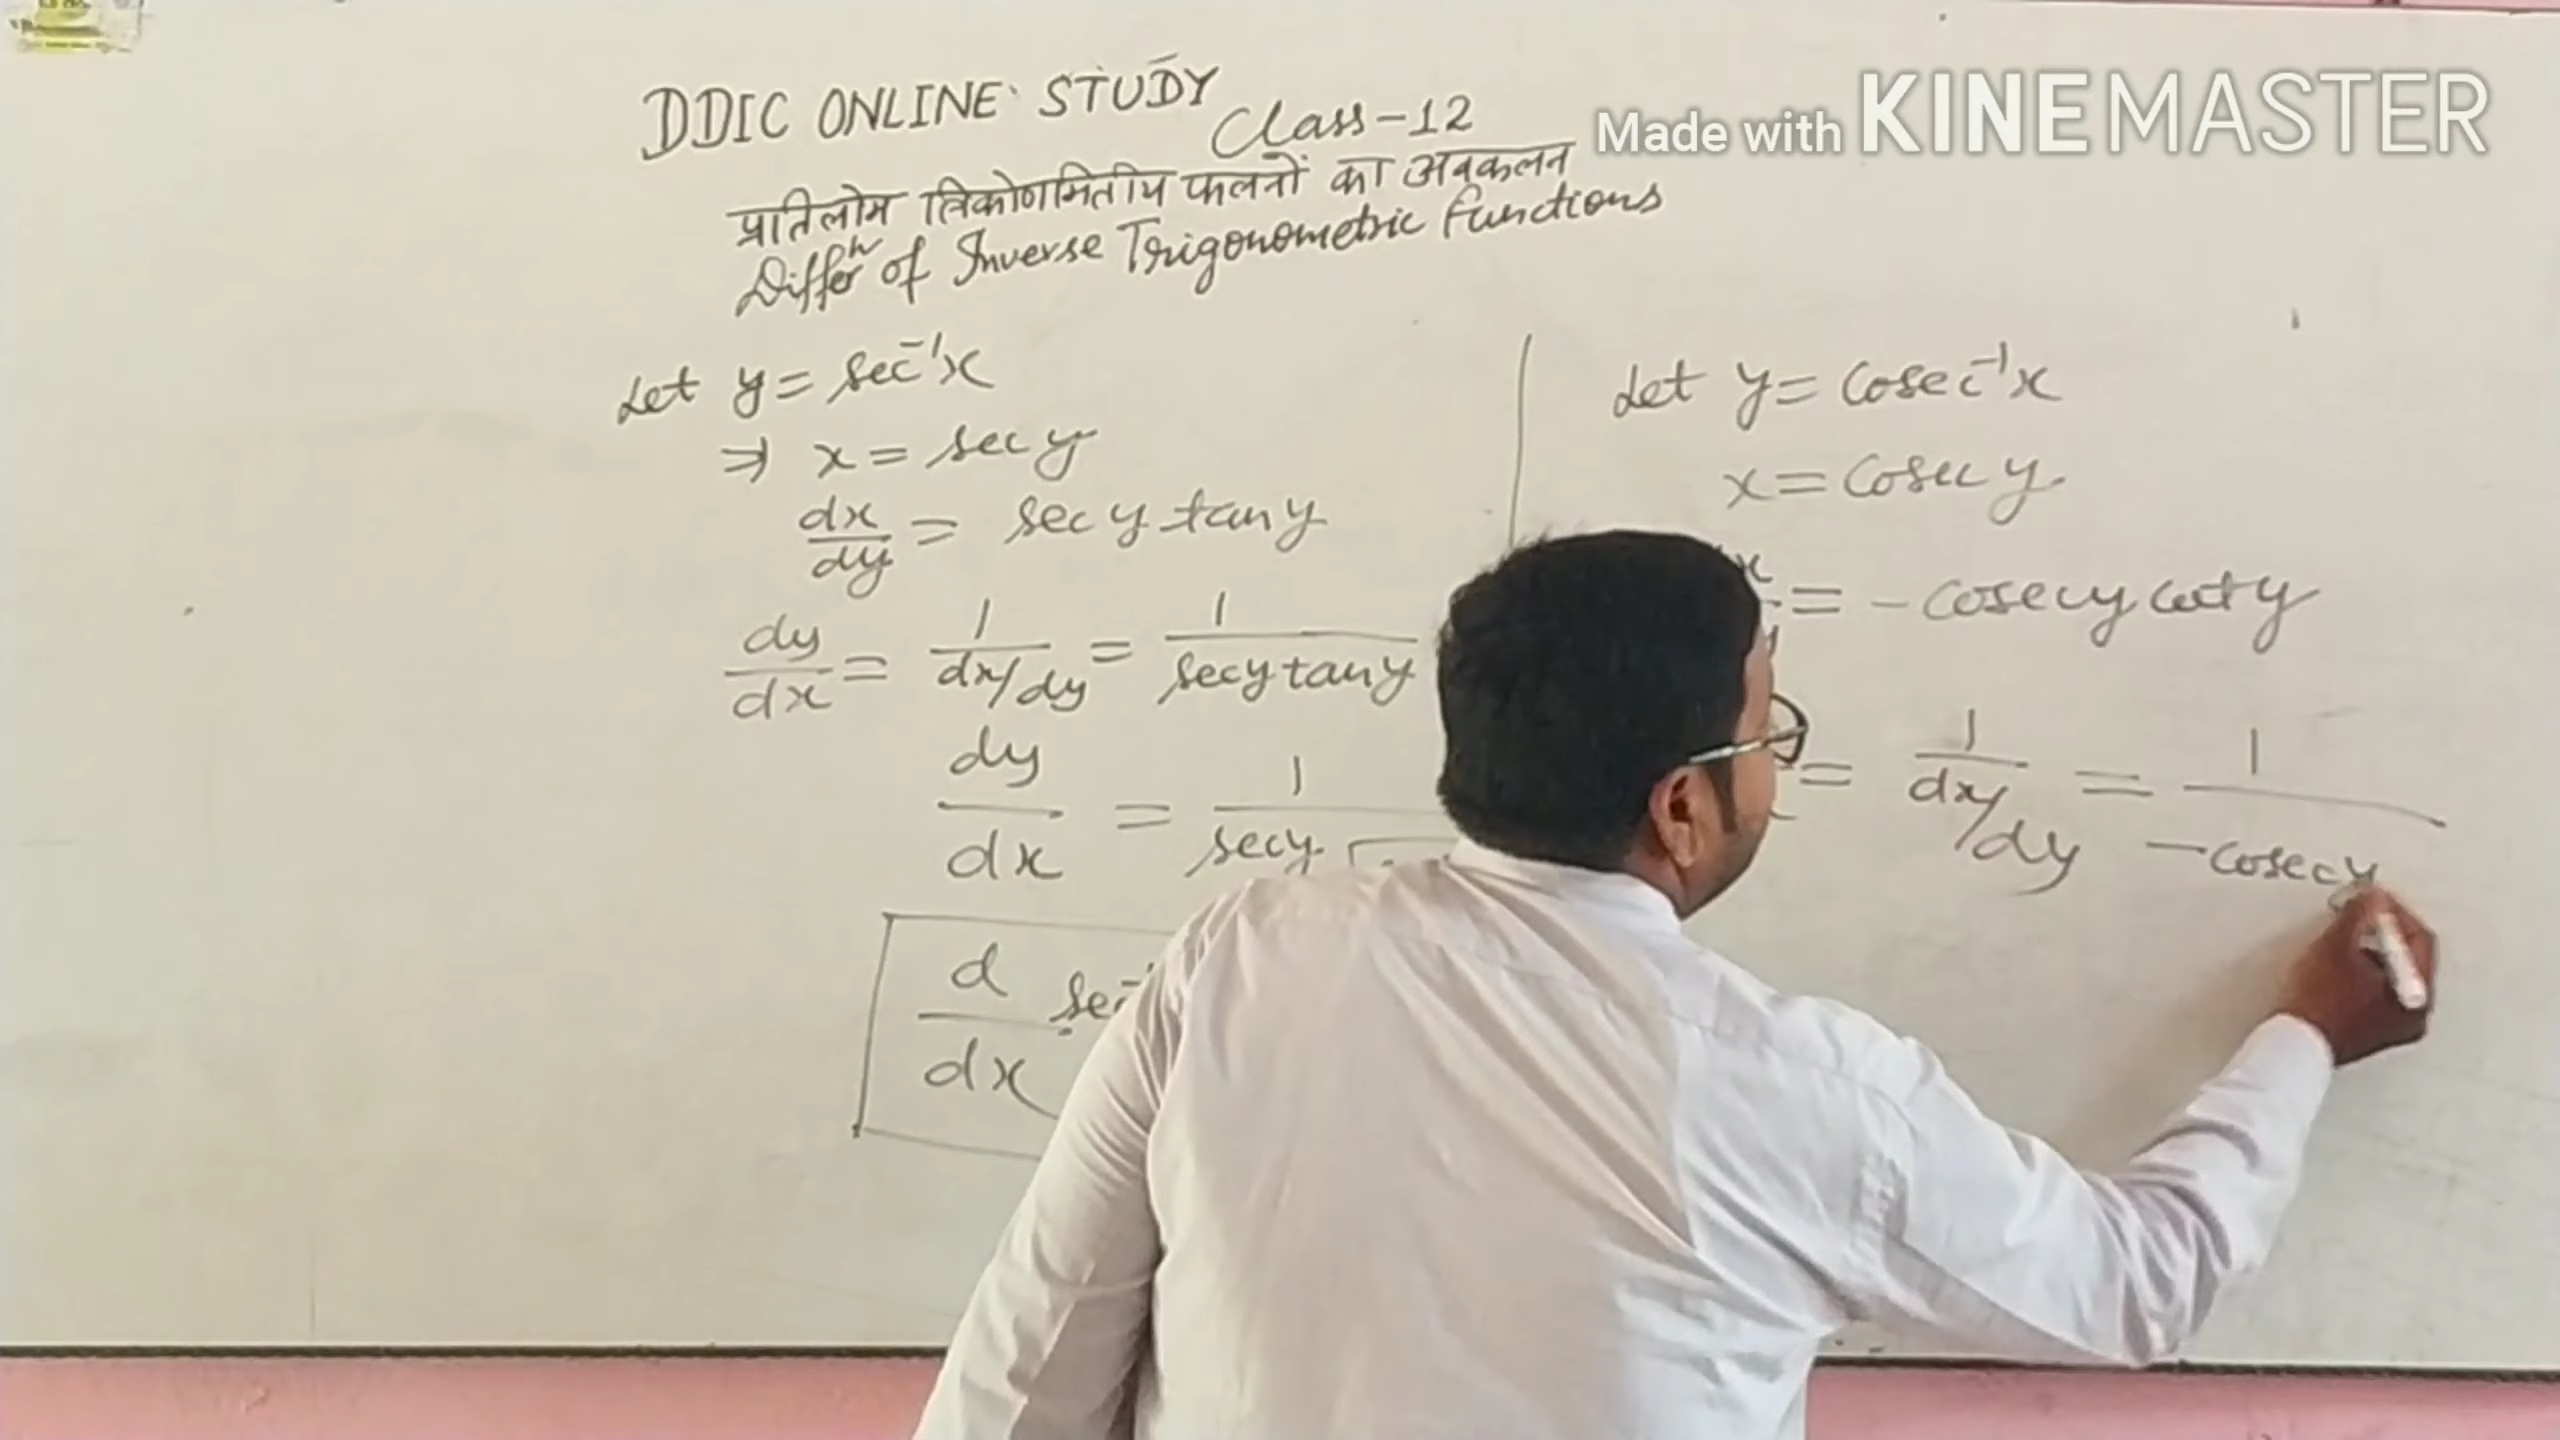 DDIC ONLINE STUDY
Class-12
Made with KINEMASTER
प्रतिलोम त्रिकोणमितीय फलनों का अवकलन
Differⁿ of Inverse Trigonometric Functions
Let y = sec⁻¹x
⇒ x = sec y
dx/dy = sec y tan y
dy/dx = 1/(dx/dy) = 1/(sec y tan y)
dy/dx = 1/(sec y
d/dx sec⁻¹
Let y = cosec⁻¹x
x = cosec y
= -cosec y cot y
= 1/(dx/dy) = 1/(-cosec y